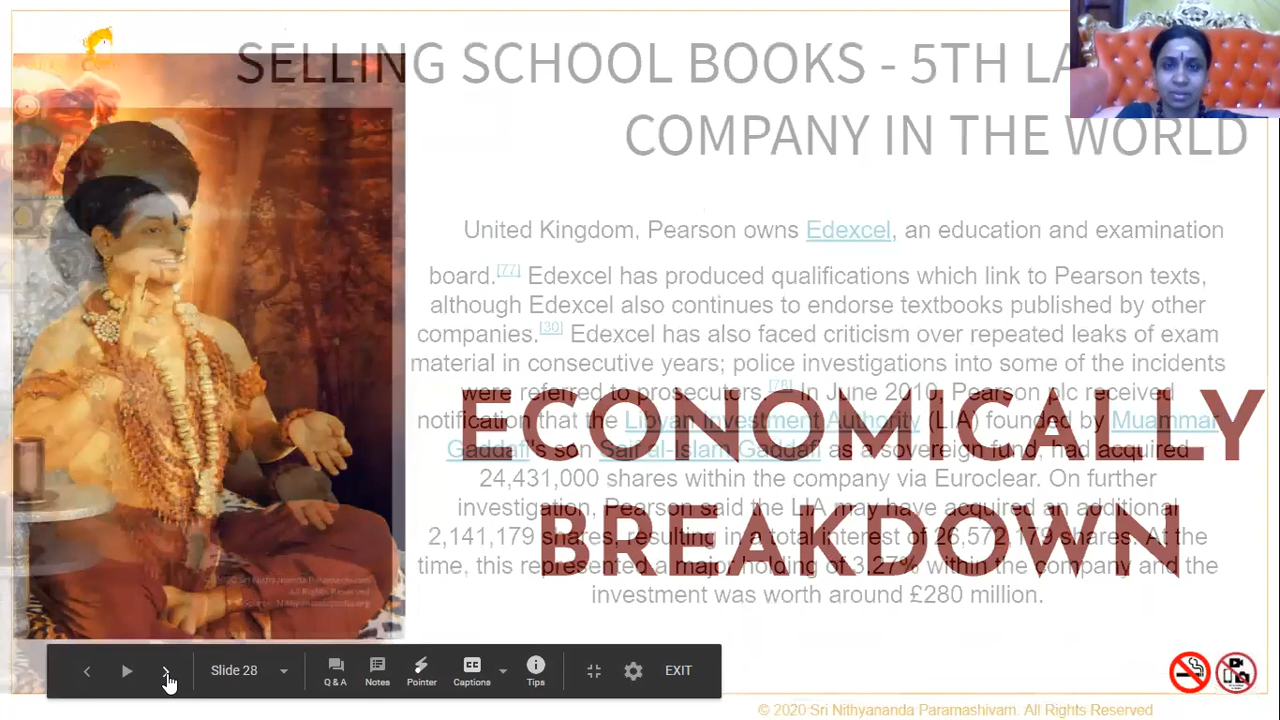 SELLING SCHOOL BOOKS - 5TH LA
COMPANY IN THE WORLD
United Kingdom, Pearson owns Edexcel, an education and examination
board.[77] Edexcel has produced qualifications which link to Pearson texts,
although Edexcel also continues to endorse textbooks published by other
companies.[30] Edexcel has also faced criticism over repeated leaks of exam
material in consecutive years; police investigations into some of the incidents
were referred to prosecutors.[78] In June 2010, Pearson plc received
notification that the Libyan Investment Authority (LIA) founded by Muammar
Gaddafi's son Saif al-Islam Gaddafi as a sovereign fund, had acquired
24,431,000 shares within the company via Euroclear. On further
investigation, Pearson said the LIA may have acquired an additional
2,141,179 shares, resulting in a total interest of 26,572,179 shares. At the
time, this represented a major holding of 3.27% within the company and the
investment was worth around £280 million.
ECONOMICALLY
BREAKDOWN
All Rights Reserved
Source: Nithyanandapedia.org
Slide 28
Q & A
Notes
Pointer
CC
Captions
Tips
EXIT
© 2020 Sri Nithyananda Paramashivam. All Rights Reserved